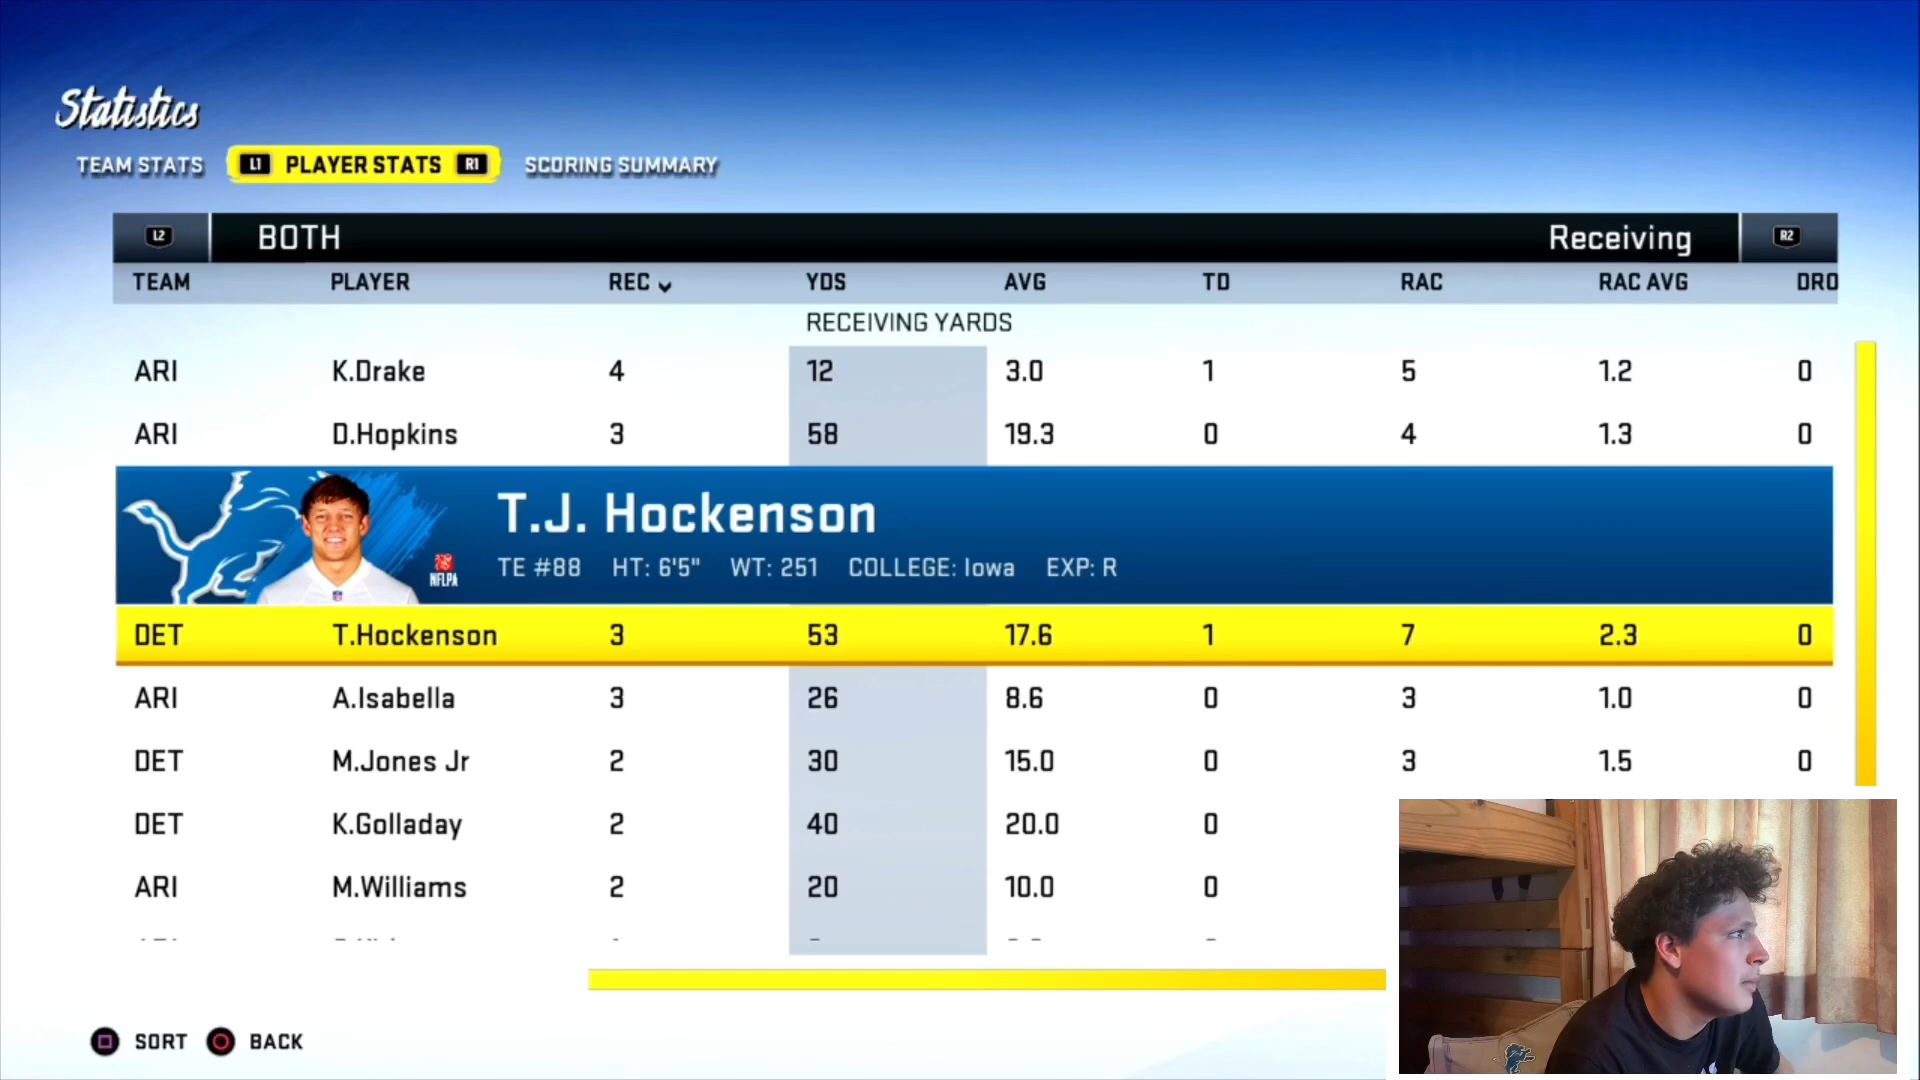 Statistics
TEAM STATS L1 PLAYER STATS R1 SCORING SUMMARY
L2 BOTH Receiving R2
TEAM PLAYER REC YDS AVG TD RAC RAC AVG DRO
RECEIVING YARDS
ARI K.Drake 4 12 3.0 1 5 1.2 0
ARI D.Hopkins 3 58 19.3 0 4 1.3 0
T.J. Hockenson
NFLPA
TE #88 HT: 6'5" WT: 251 COLLEGE: Iowa EXP: R
DET T.Hockenson 3 53 17.6 1 7 2.3 0
ARI A.Isabella 3 26 8.6 0 3 1.0 0
DET M.Jones Jr 2 30 15.0 0 3 1.5 0
DET K.Golladay 2 40 20.0 0
ARI M.Williams 2 20 10.0 0
SORT BACK